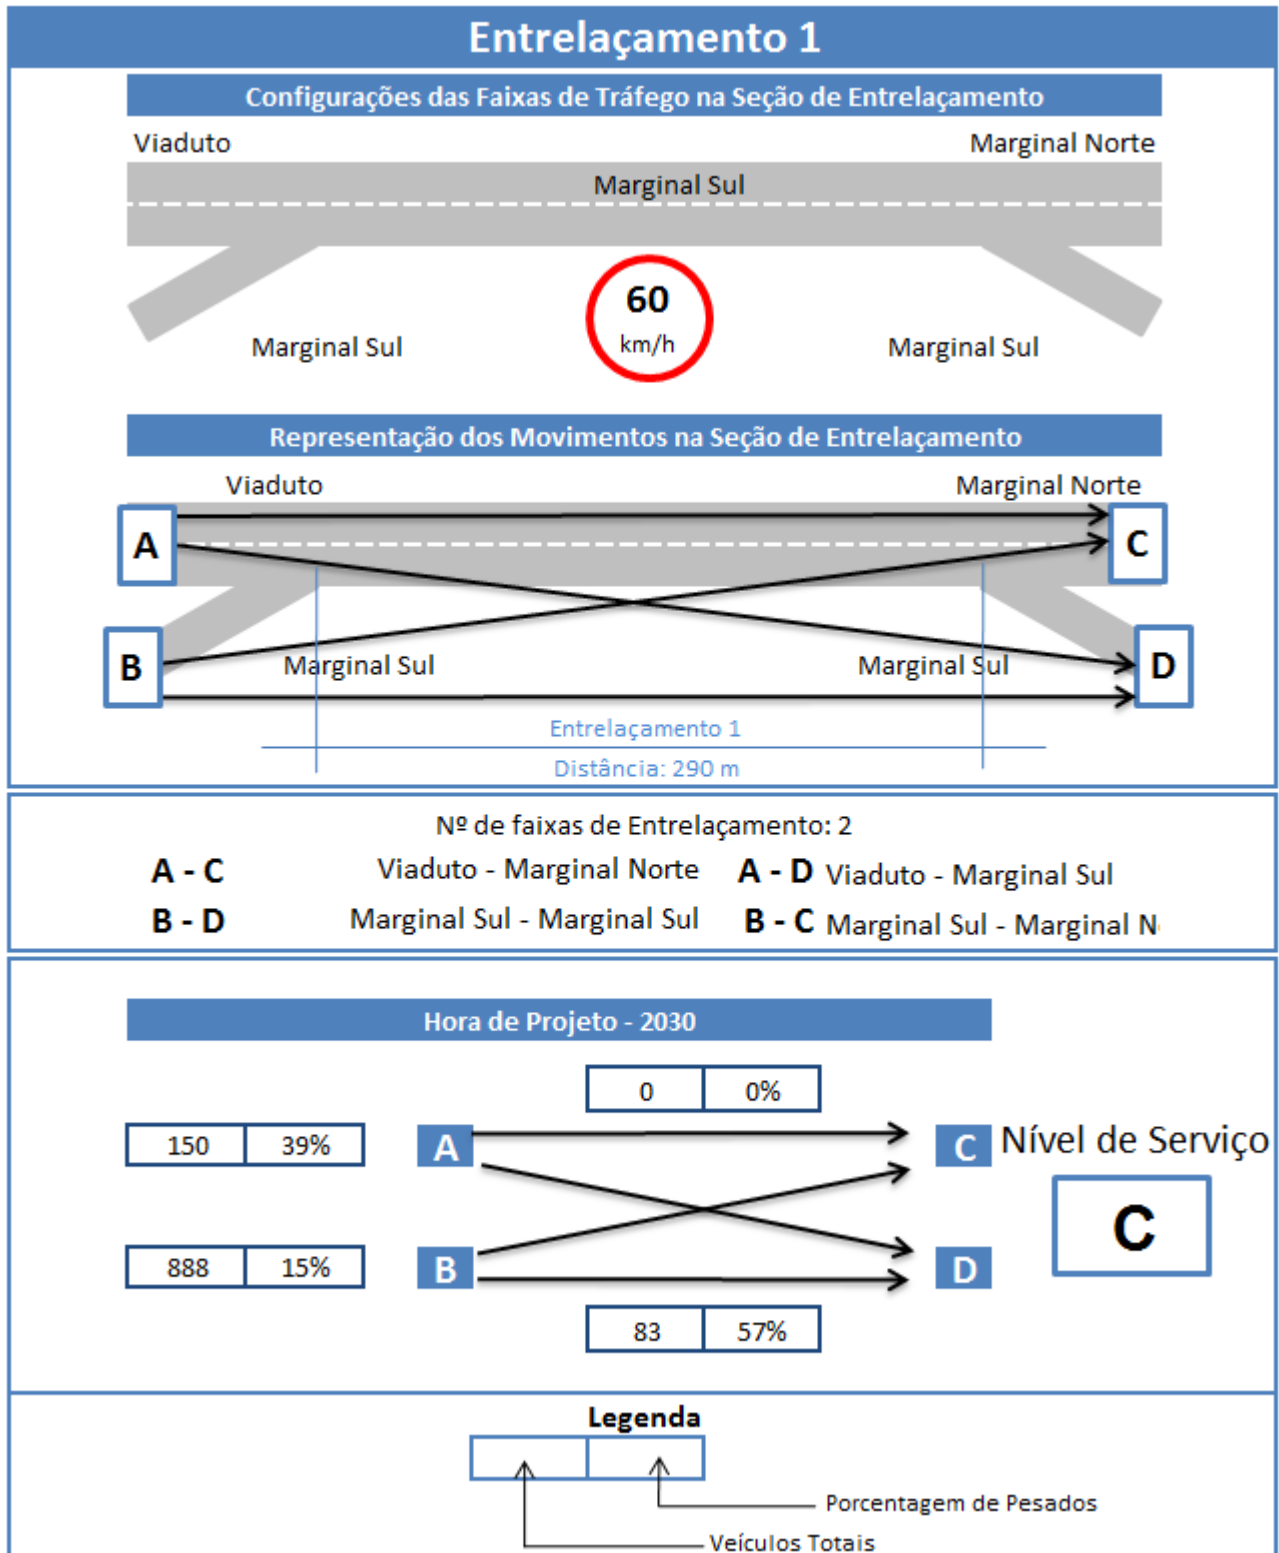 Entrelaçamento 1
Configurações das Faixas de Tráfego na Seção de Entrelaçamento
Viaduto Marginal Norte
Marginal Sul
60
km/h
Marginal Sul Marginal Sul
Representação dos Movimentos na Seção de Entrelaçamento
Viaduto Marginal Norte
A C
B Marginal Sul Marginal Sul D
Entrelaçamento 1
Distância: 290 m
Nº de faixas de Entrelaçamento: 2
A - C Viaduto - Marginal Norte A - D Viaduto - Marginal Sul
B - D Marginal Sul - Marginal Sul B - C Marginal Sul - Marginal N
Hora de Projeto - 2030
0 0%
150 39% A C Nível de Serviço
C
888 15% B D
83 57%
Legenda
Porcentagem de Pesados
Veículos Totais